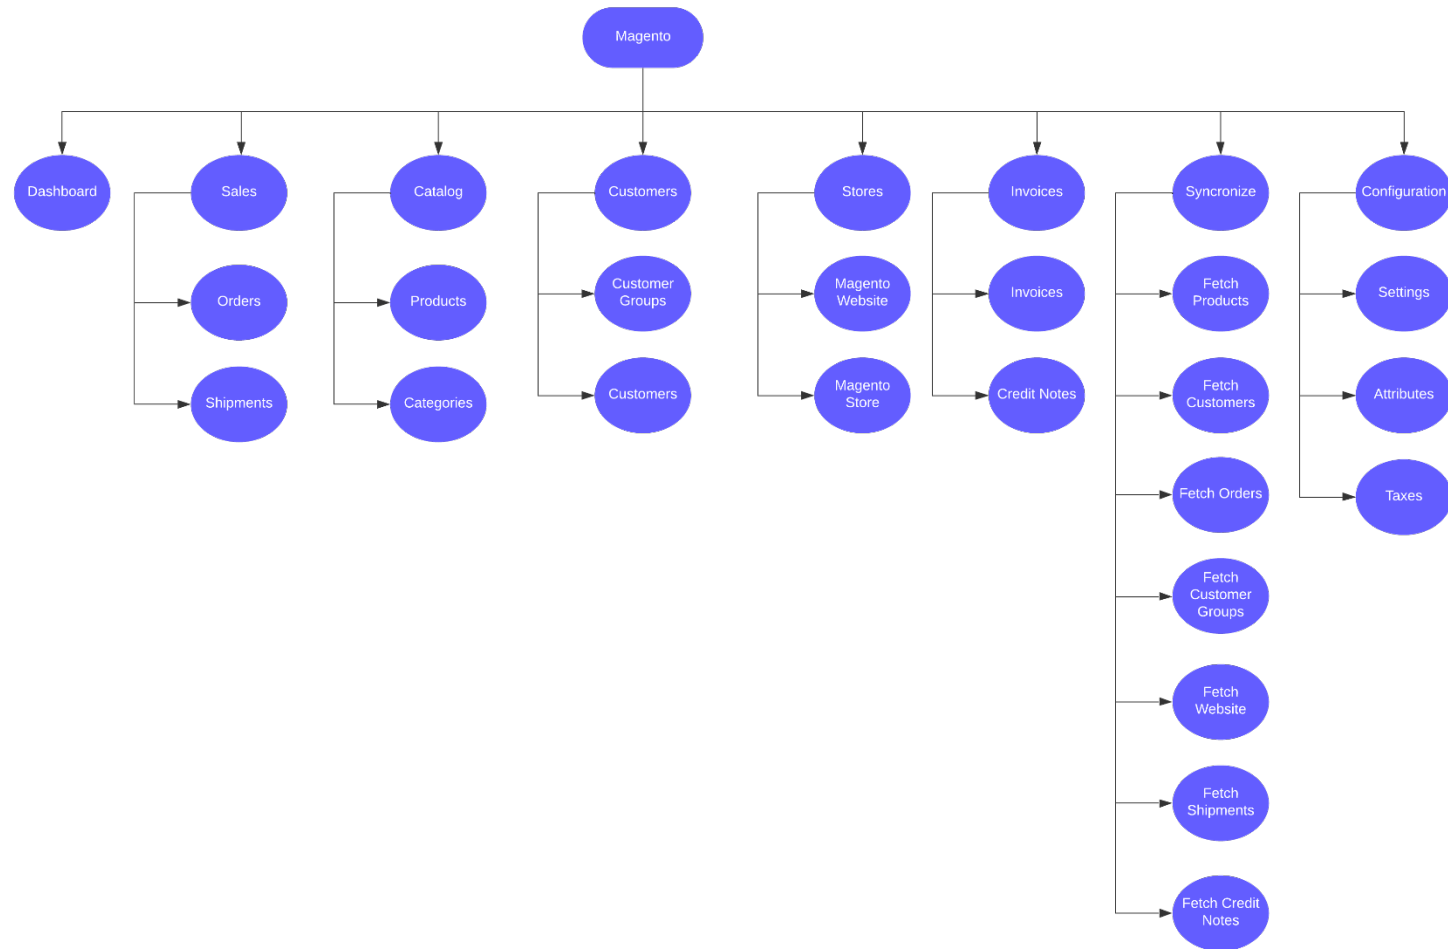 Magento
Dashboard
Sales
Catalog
Customers
Stores
Invoices
Syncronize
Configuration
Orders
Products
Customer
Groups
Magento
Website
Invoices
Fetch
Products
Settings
Shipments
Categories
Customers
Magento
Store
Credit Notes
Fetch
Customers
Attributes
Fetch Orders
Taxes
Fetch
Customer
Groups
Fetch
Website
Fetch
Shipments
Fetch Credit
Notes